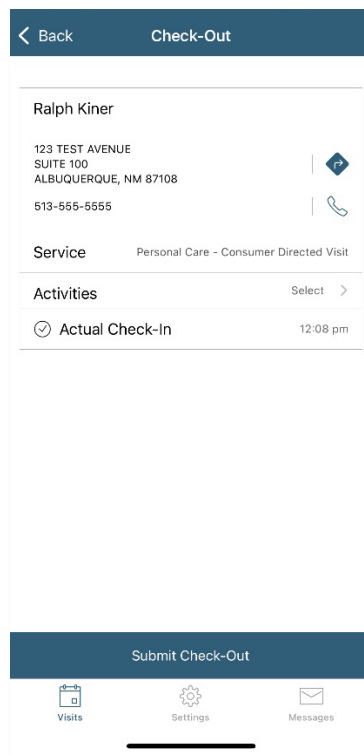 Back
Check-Out
Ralph Kiner
123 TEST AVENUE
SUITE 100
ALBUQUERQUE, NM 87108
513-555-5555
Service Personal Care - Consumer Directed Visit
Activities Select
Actual Check-In 12:08 pm
Submit Check-Out
Visits Settings Messages